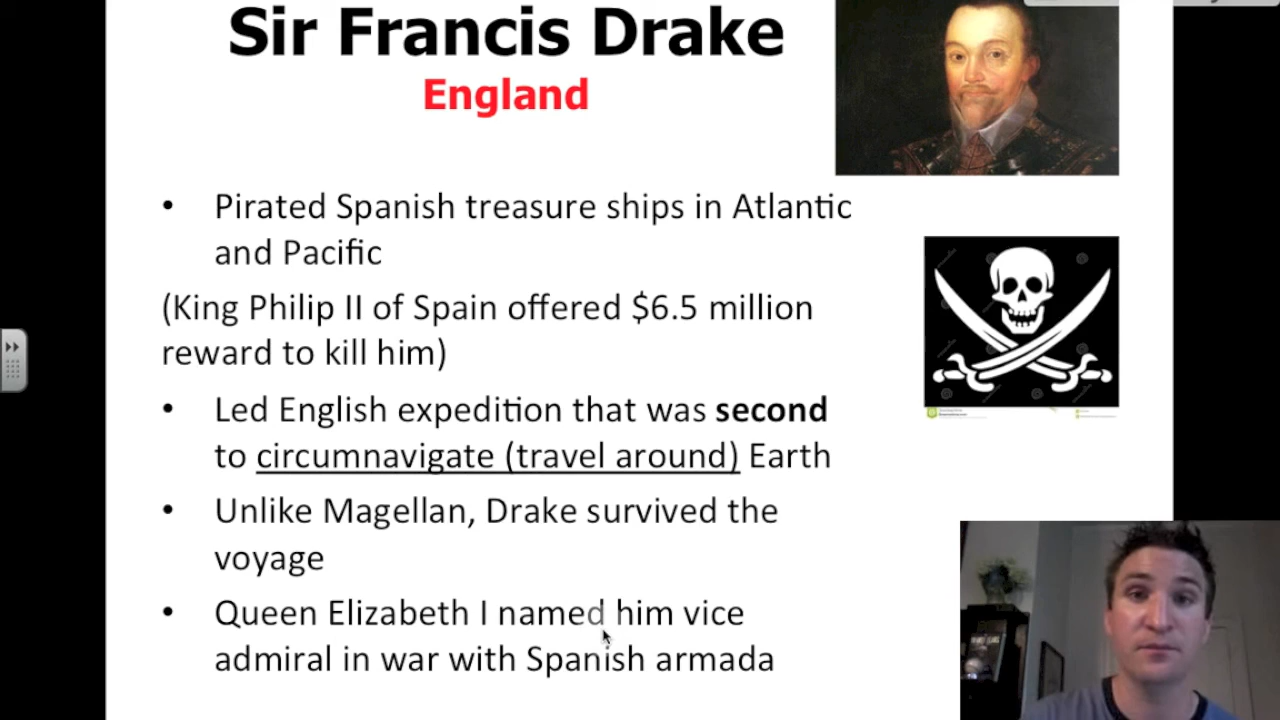 Sir Francis Drake
England
• Pirated Spanish treasure ships in Atlantic
and Pacific
(King Philip II of Spain offered $6.5 million
reward to kill him)
• Led English expedition that was second
to circumnavigate (travel around) Earth
• Unlike Magellan, Drake survived the
voyage
• Queen Elizabeth I named him vice
admiral in war with Spanish armada